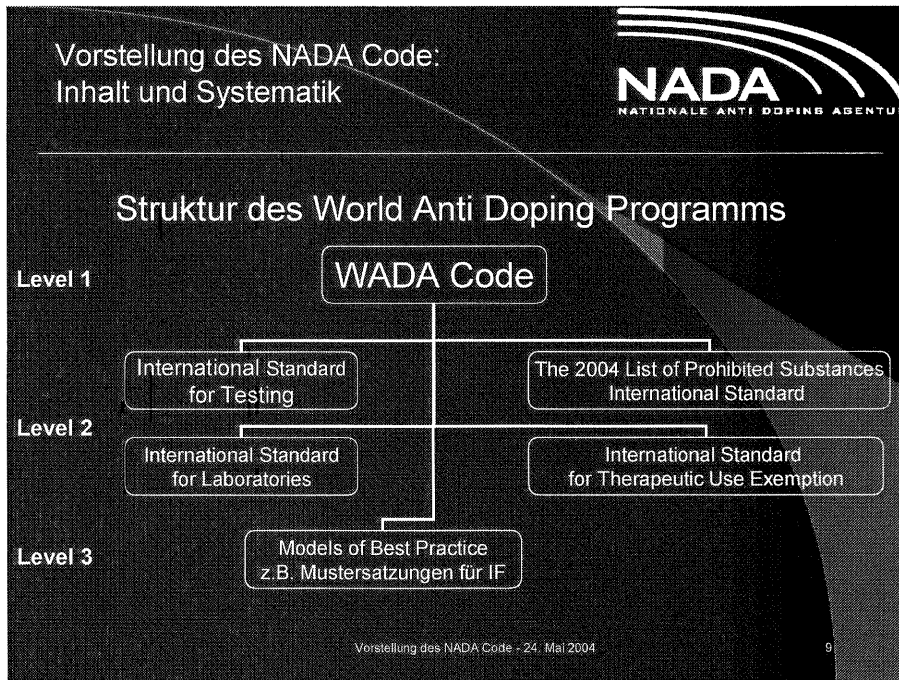 Vorstellung des NADA Code:
Inhalt und Systematik
NADA
NATIONALE ANTI DOPING AGENTUR
Struktur des World Anti Doping Programms
Level 1
WADA Code
International Standard
for Testing
The 2004 List of Prohibited Substances
International Standard
Level 2
International Standard
for Laboratories
International Standard
for Therapeutic Use Exemption
Level 3
Models of Best Practice
z.B. Mustersatzungen für IF
Vorstellung des NADA Code - 24. Mai 2004
9